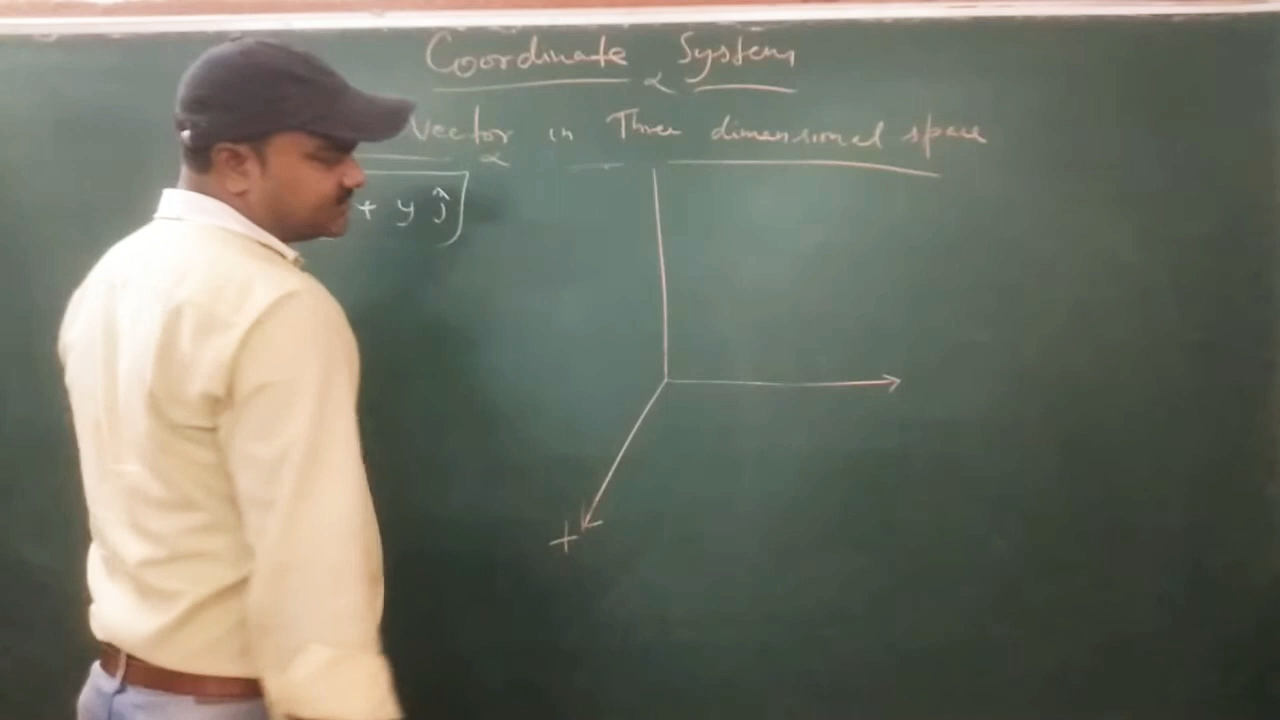 Coordinate System
Vector in Three dimensional space
+ y ĵ
+